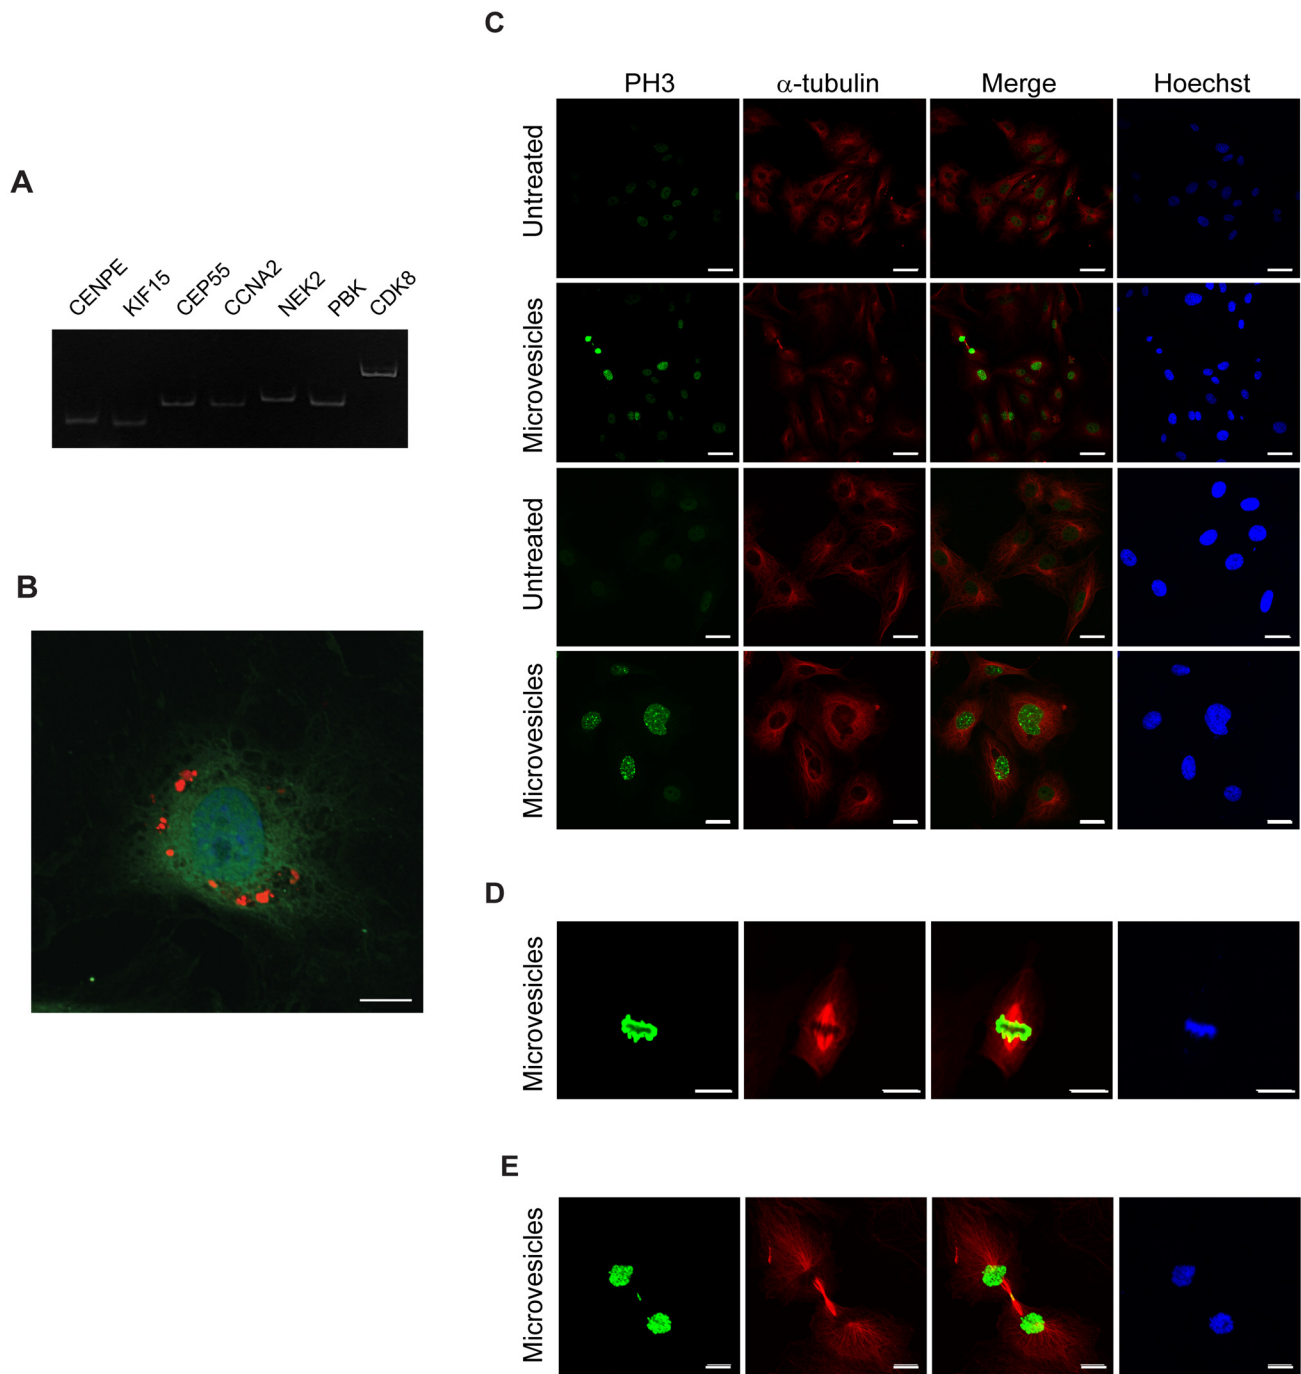 A
CENPE KIF15 CEP55 CCNA2 NEK2 PBK CDK8
B
C
PH3 α-tubulin Merge Hoechst
Untreated
Microvesicles
Untreated
Microvesicles
D
Microvesicles
E
Microvesicles